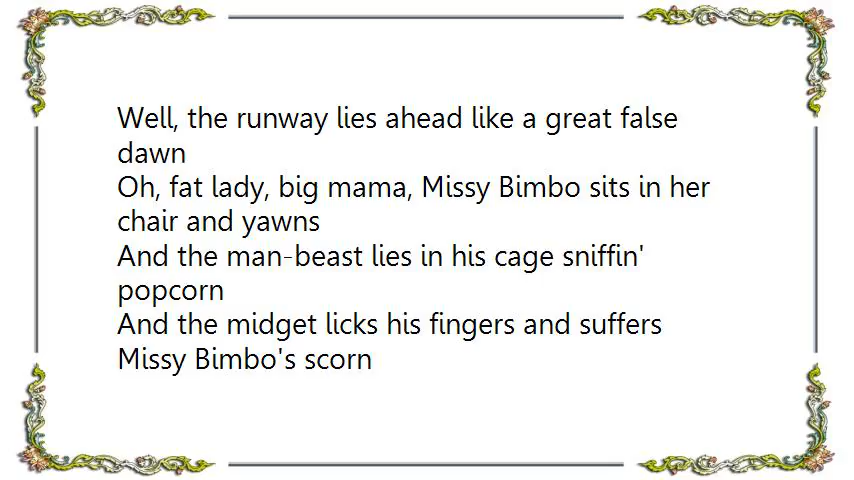 Well, the runway lies ahead like a great false
dawn
Oh, fat lady, big mama, Missy Bimbo sits in her
chair and yawns
And the man-beast lies in his cage sniffin'
popcorn
And the midget licks his fingers and suffers
Missy Bimbo's scorn